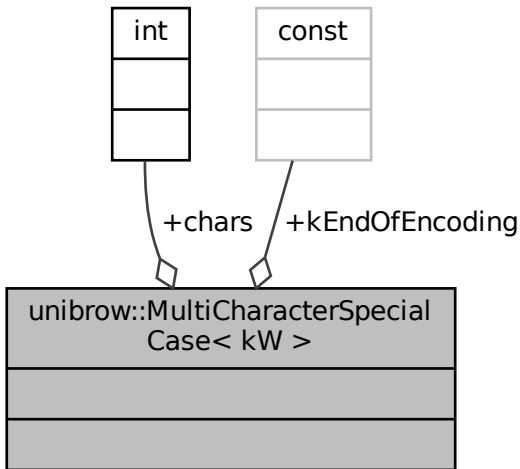 int
const
+chars
+kEndOfEncoding
unibrow::MultiCharacterSpecial
Case< kW >